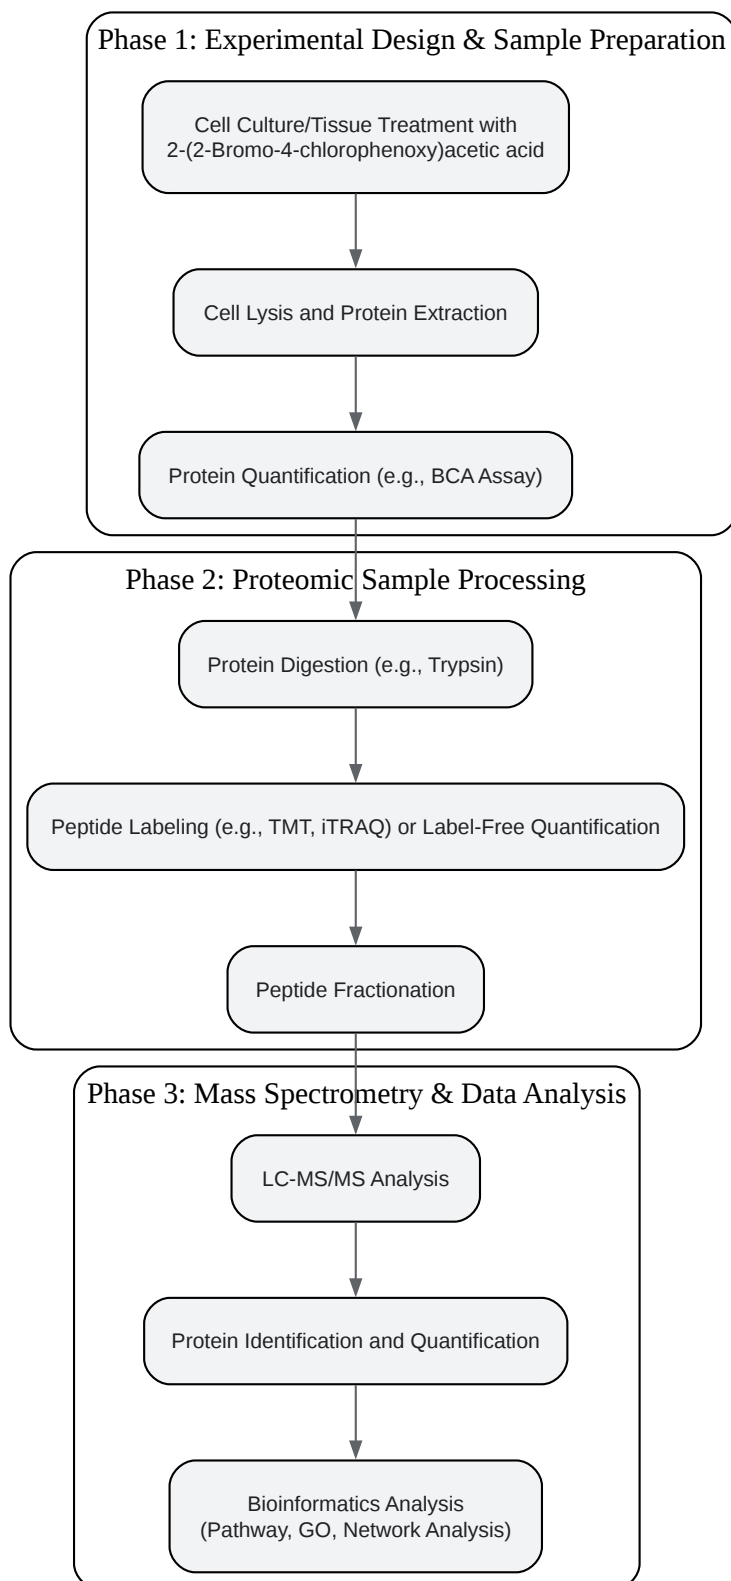 Phase 1: Experimental Design & Sample Preparation
Cell Culture/Tissue Treatment with
2-(2-Bromo-4-chlorophenoxy)acetic acid
Cell Lysis and Protein Extraction
Protein Quantification (e.g., BCA Assay)
Phase 2: Proteomic Sample Processing
Protein Digestion (e.g., Trypsin)
Peptide Labeling (e.g., TMT, iTRAQ) or Label-Free Quantification
Peptide Fractionation
Phase 3: Mass Spectrometry & Data Analysis
LC-MS/MS Analysis
Protein Identification and Quantification
Bioinformatics Analysis
(Pathway, GO, Network Analysis)